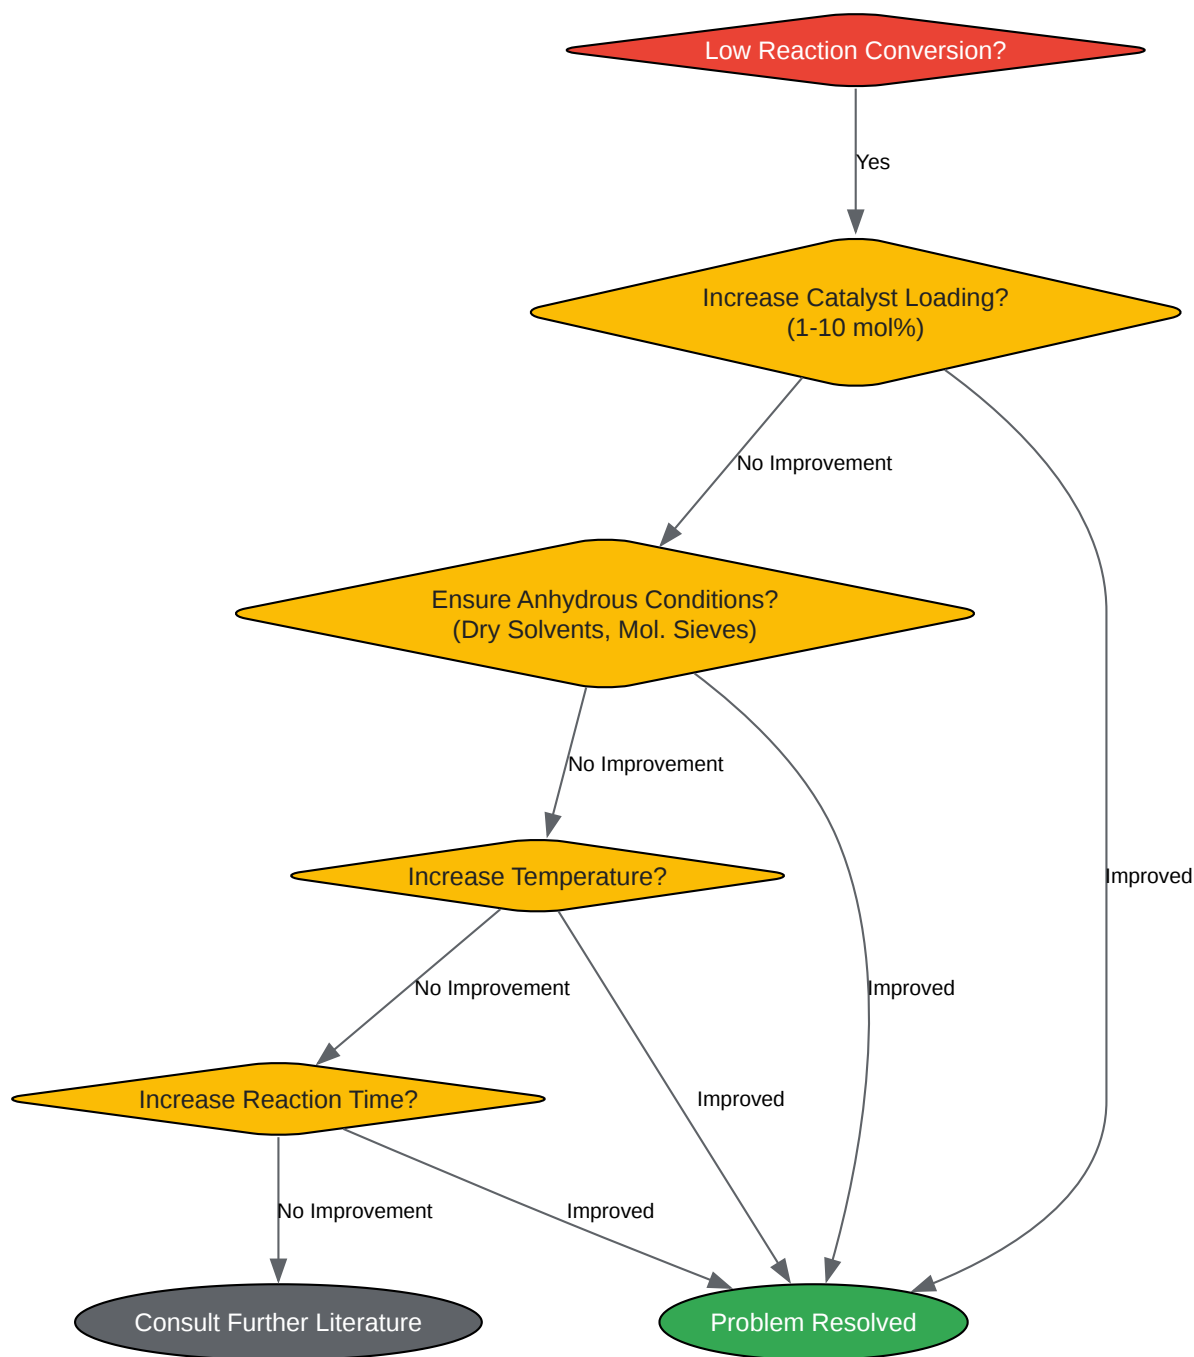 Low Reaction Conversion?
Yes
Increase Catalyst Loading?
(1-10 mol%)
No Improvement
Ensure Anhydrous Conditions?
(Dry Solvents, Mol. Sieves)
No Improvement
Increase Temperature?
Improved
No Improvement
Improved
Increase Reaction Time?
Improved
No Improvement
Improved
Consult Further Literature
Problem Resolved